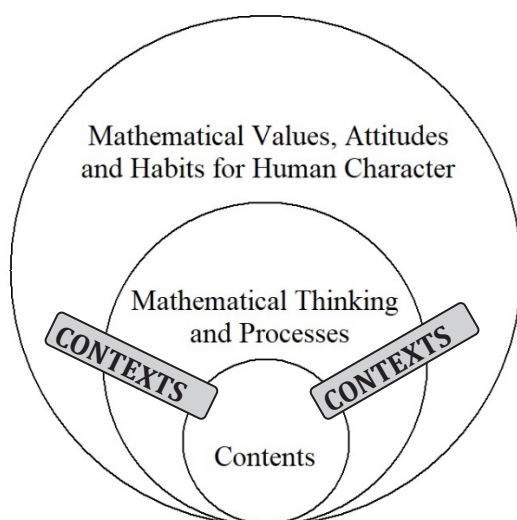 Mathematical Values, Attitudes
and Habits for Human Character
Mathematical Thinking
and Processes
CONTEXTS
CONTEXTS
Contents